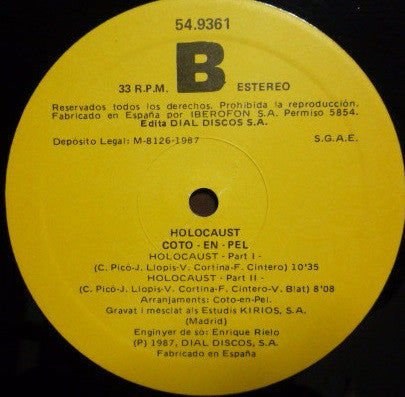 54.9361
33 R.P.M. B ESTEREO
Reservados todos los derechos. Prohibida la reproducción.
Fabricado en España por IBEROFON S.A. Permiso 5854.
Edita DIAL DISCOS S.A.
Depósito Legal: M-8126-1987 S.G.A.E.
HOLOCAUST
COTO - EN - PEL
HOLOCAUST - Part I -
(C. Picó-J. Llopis-V. Cortina-F. Cintero) 10'35
HOLOCAUST - Part II -
(C. Picó-J. Llopis-V. Cortina-F. Cintero-V. Blat) 8'08
Arranjaments: Coto-en-Pel.
Gravat i mesclat als Estudis KIRIOS, S.A.
(Madrid)
Enginyer de só: Enrique Rielo
(P) 1987, DIAL DISCOS, S.A.
Fabricado en España